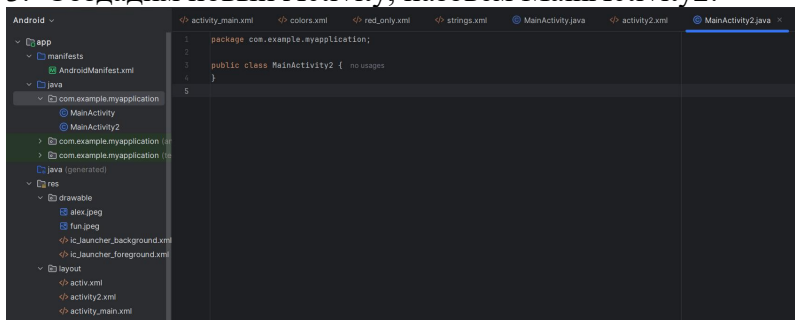 Android
activity_main.xml colors.xml red_only.xml strings.xml MainActivity.java activity2.xml MainActivity2.java
app
manifests
AndroidManifest.xml
java
com.example.myapplication
MainActivity
MainActivity2
com.example.myapplication
com.example.myapplication
java (generated)
res
drawable
alex.jpeg
fun.jpeg
ic_launcher_background.xml
ic_launcher_foreground.xml
layout
activ.xml
activity2.xml
activity_main.xml
1 package com.example.myapplication;
2
3 public class MainActivity2 { no usages
4 }
5